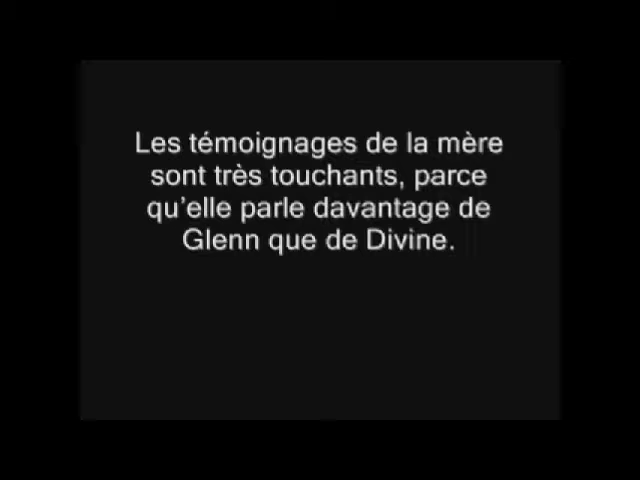 Les témoignages de la mère
sont très touchants, parce
qu’elle parle davantage de
Glenn que de Divine.